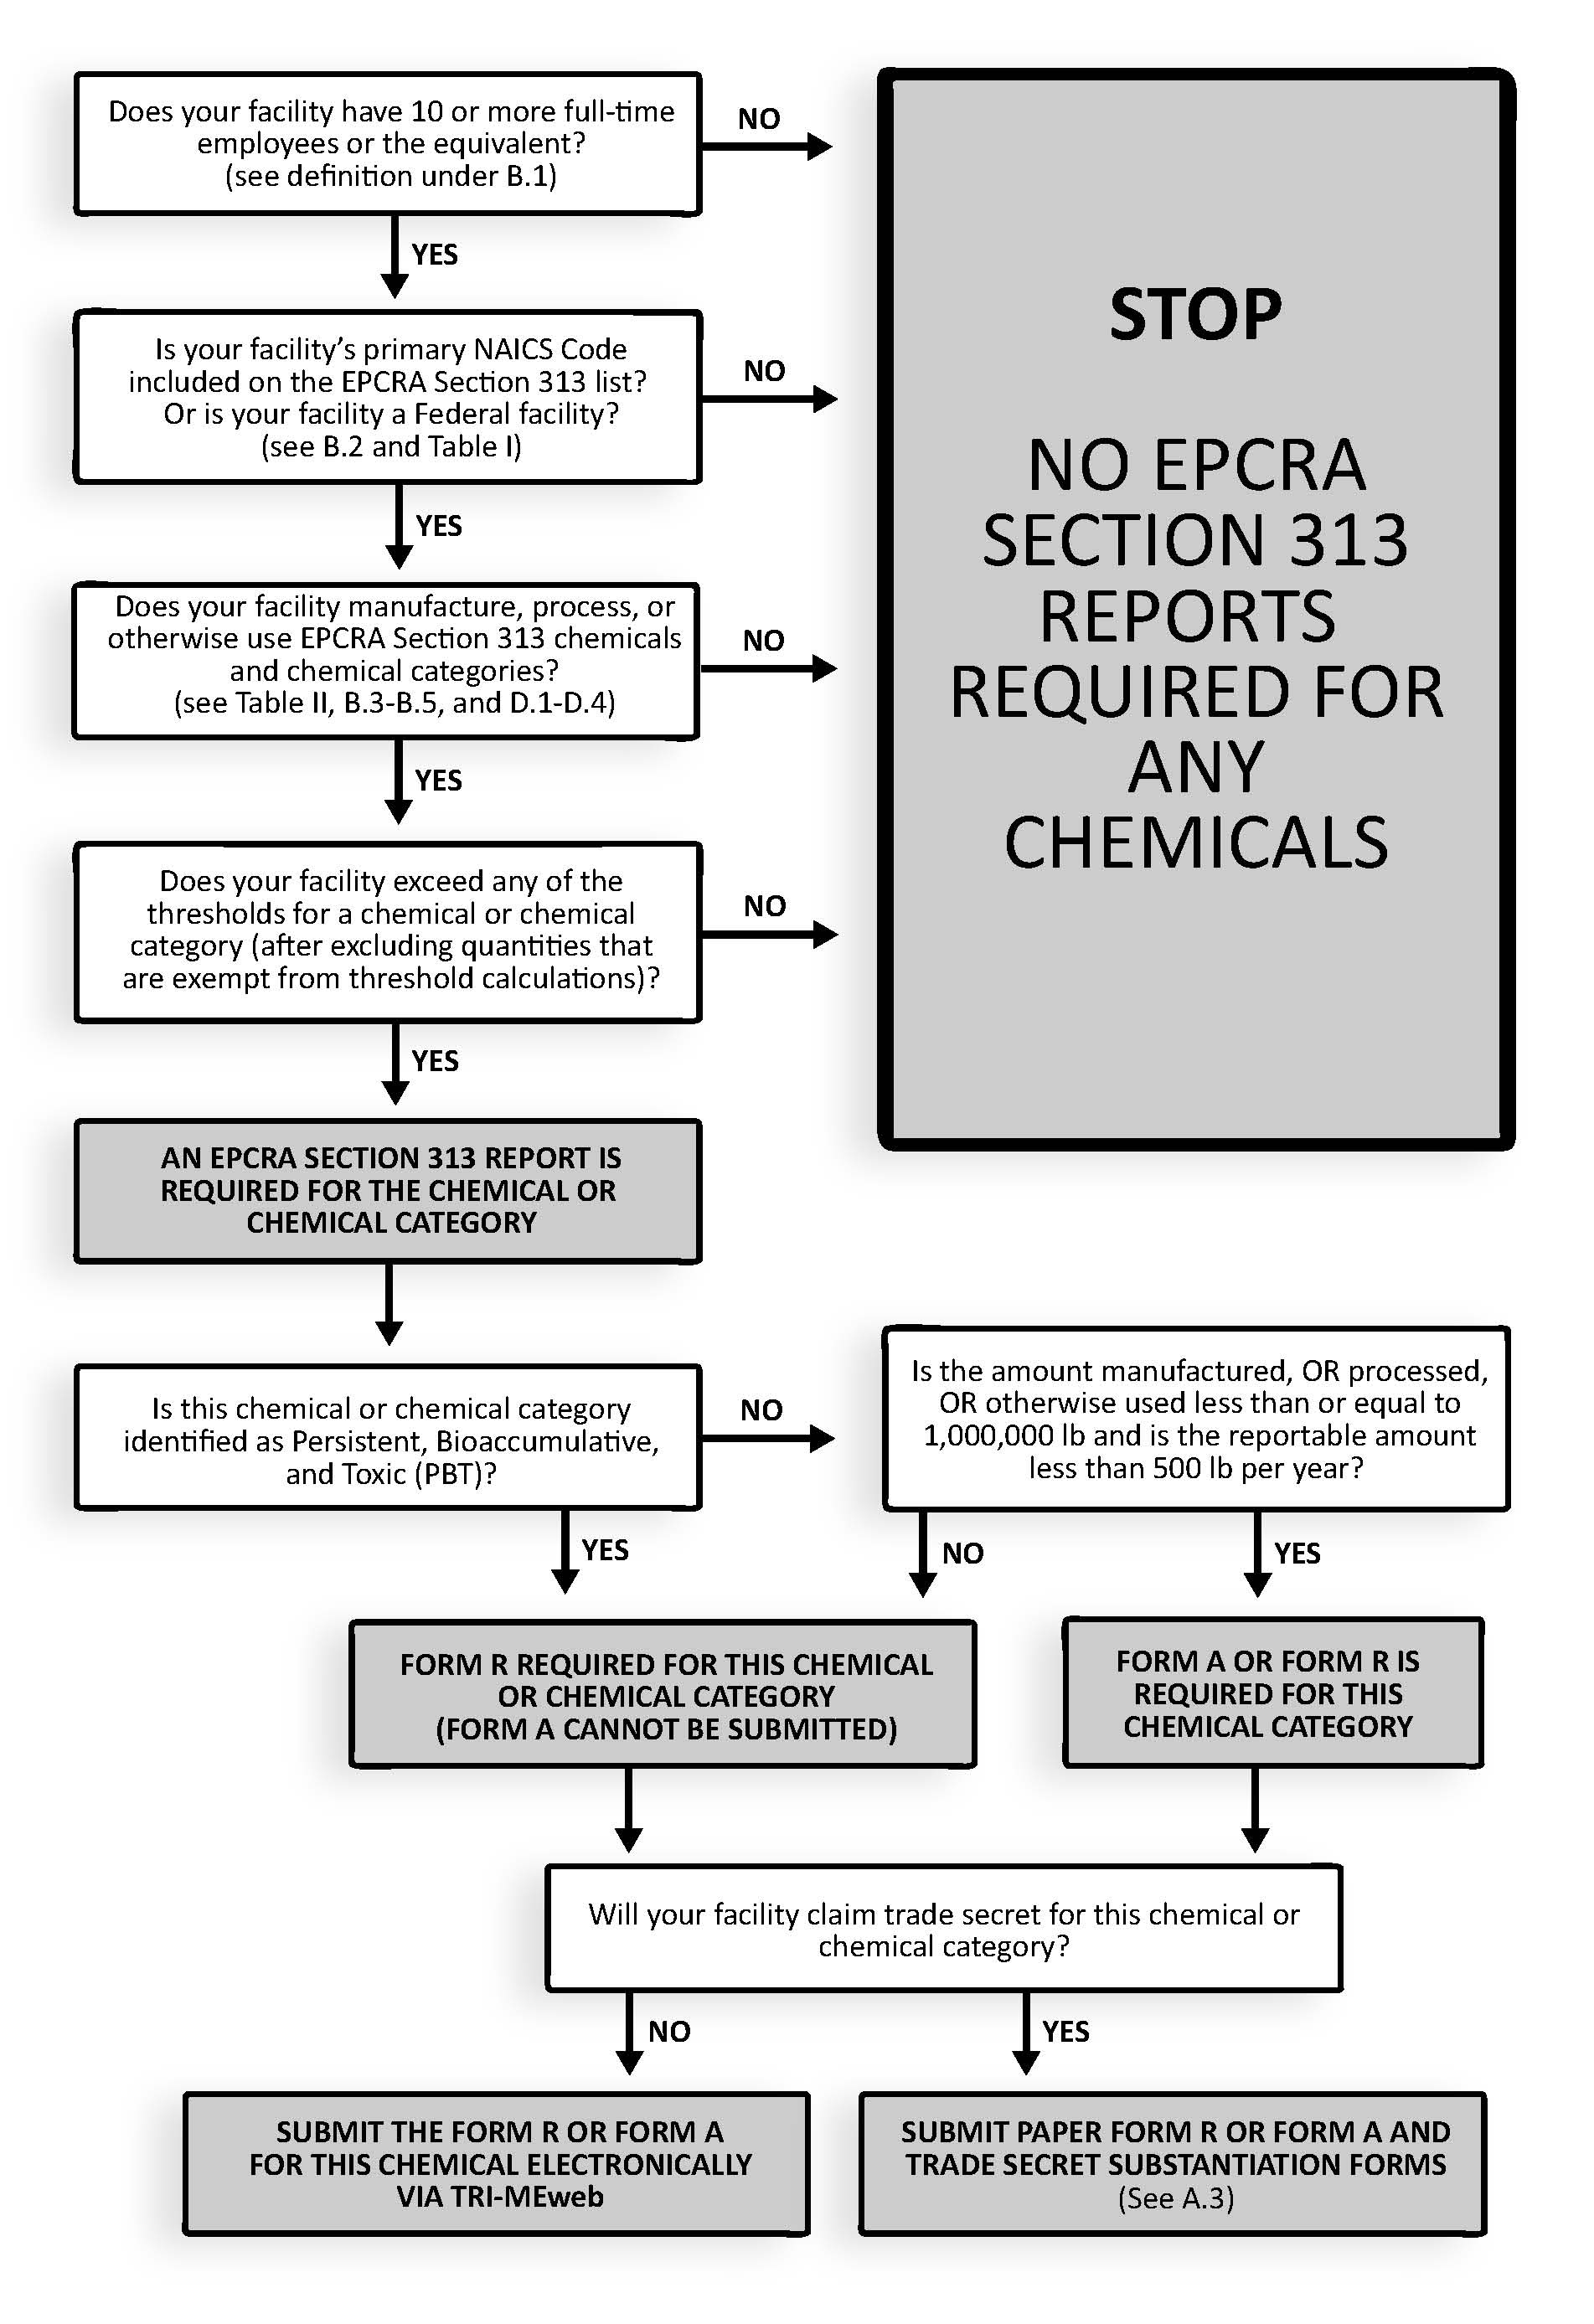 Does your facility have 10 or more full-time
employees or the equivalent?
(see definition under B.1)
NO
YES
Is your facility's primary NAICS Code
included on the EPCRA Section 313 list?
Or is your facility a Federal facility?
(see B.2 and Table I)
NO
YES
Does your facility manufacture, process, or
otherwise use EPCRA Section 313 chemicals
and chemical categories?
(see Table II, B.3-B.5, and D.1-D.4)
NO
YES
Does your facility exceed any of the
thresholds for a chemical or chemical
category (after excluding quantities that
are exempt from threshold calculations)?
NO
YES
STOP
NO EPCRA
SECTION 313
REPORTS
REQUIRED FOR
ANY
CHEMICALS
AN EPCRA SECTION 313 REPORT IS
REQUIRED FOR THE CHEMICAL OR
CHEMICAL CATEGORY
Is this chemical or chemical category
identified as Persistent, Bioaccumulative,
and Toxic (PBT)?
NO
YES
Is the amount manufactured, OR processed,
OR otherwise used less than or equal to
1,000,000 lb and is the reportable amount
less than 500 lb per year?
NO
YES
FORM R REQUIRED FOR THIS CHEMICAL
OR CHEMICAL CATEGORY
(FORM A CANNOT BE SUBMITTED)
FORM A OR FORM R IS
REQUIRED FOR THIS
CHEMICAL CATEGORY
Will your facility claim trade secret for this chemical or
chemical category?
NO
YES
SUBMIT THE FORM R OR FORM A
FOR THIS CHEMICAL ELECTRONICALLY
VIA TRI-MEweb
SUBMIT PAPER FORM R OR FORM A AND
TRADE SECRET SUBSTANTIATION FORMS
(See A.3)